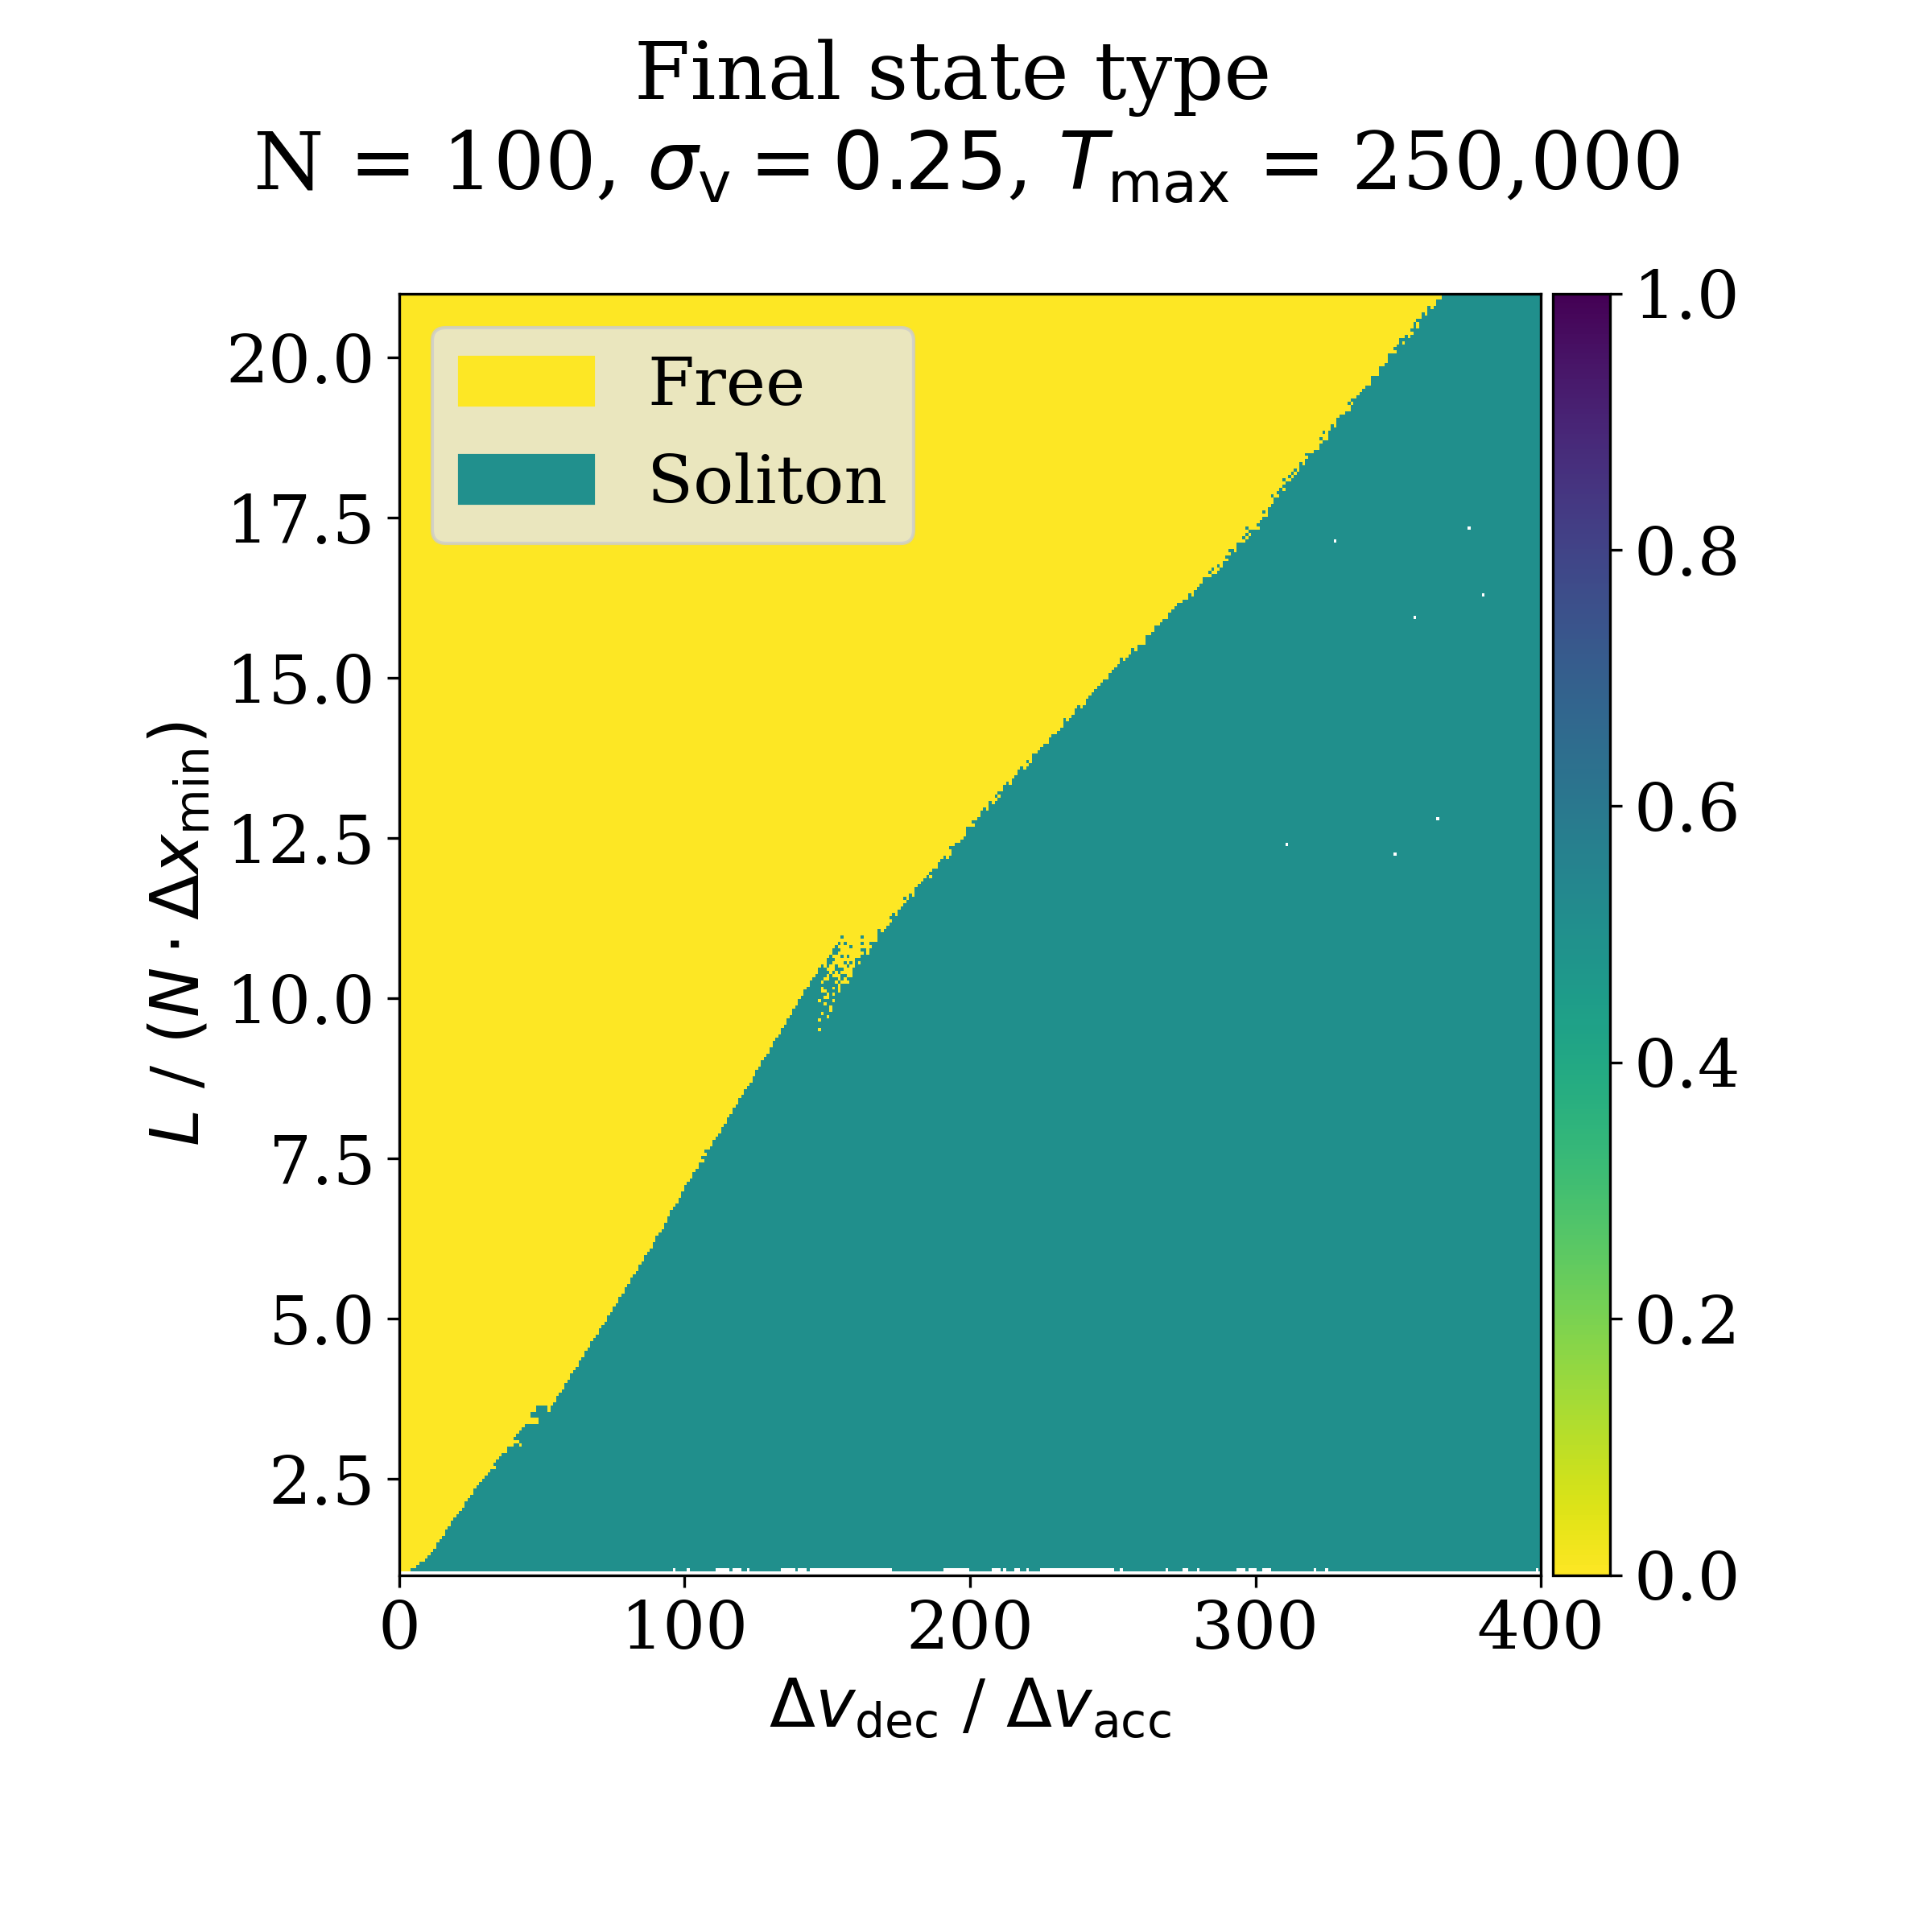 Final state type
N = 100, σv = 0.25, Tmax = 250,000
Free
Soliton
20.0
17.5
15.0
12.5
10.0
7.5
5.0
2.5
L / (N · Δxmin)
1.0
0.8
0.6
0.4
0.2
0.0
0 100 200 300 400
Δvdec / Δvacc